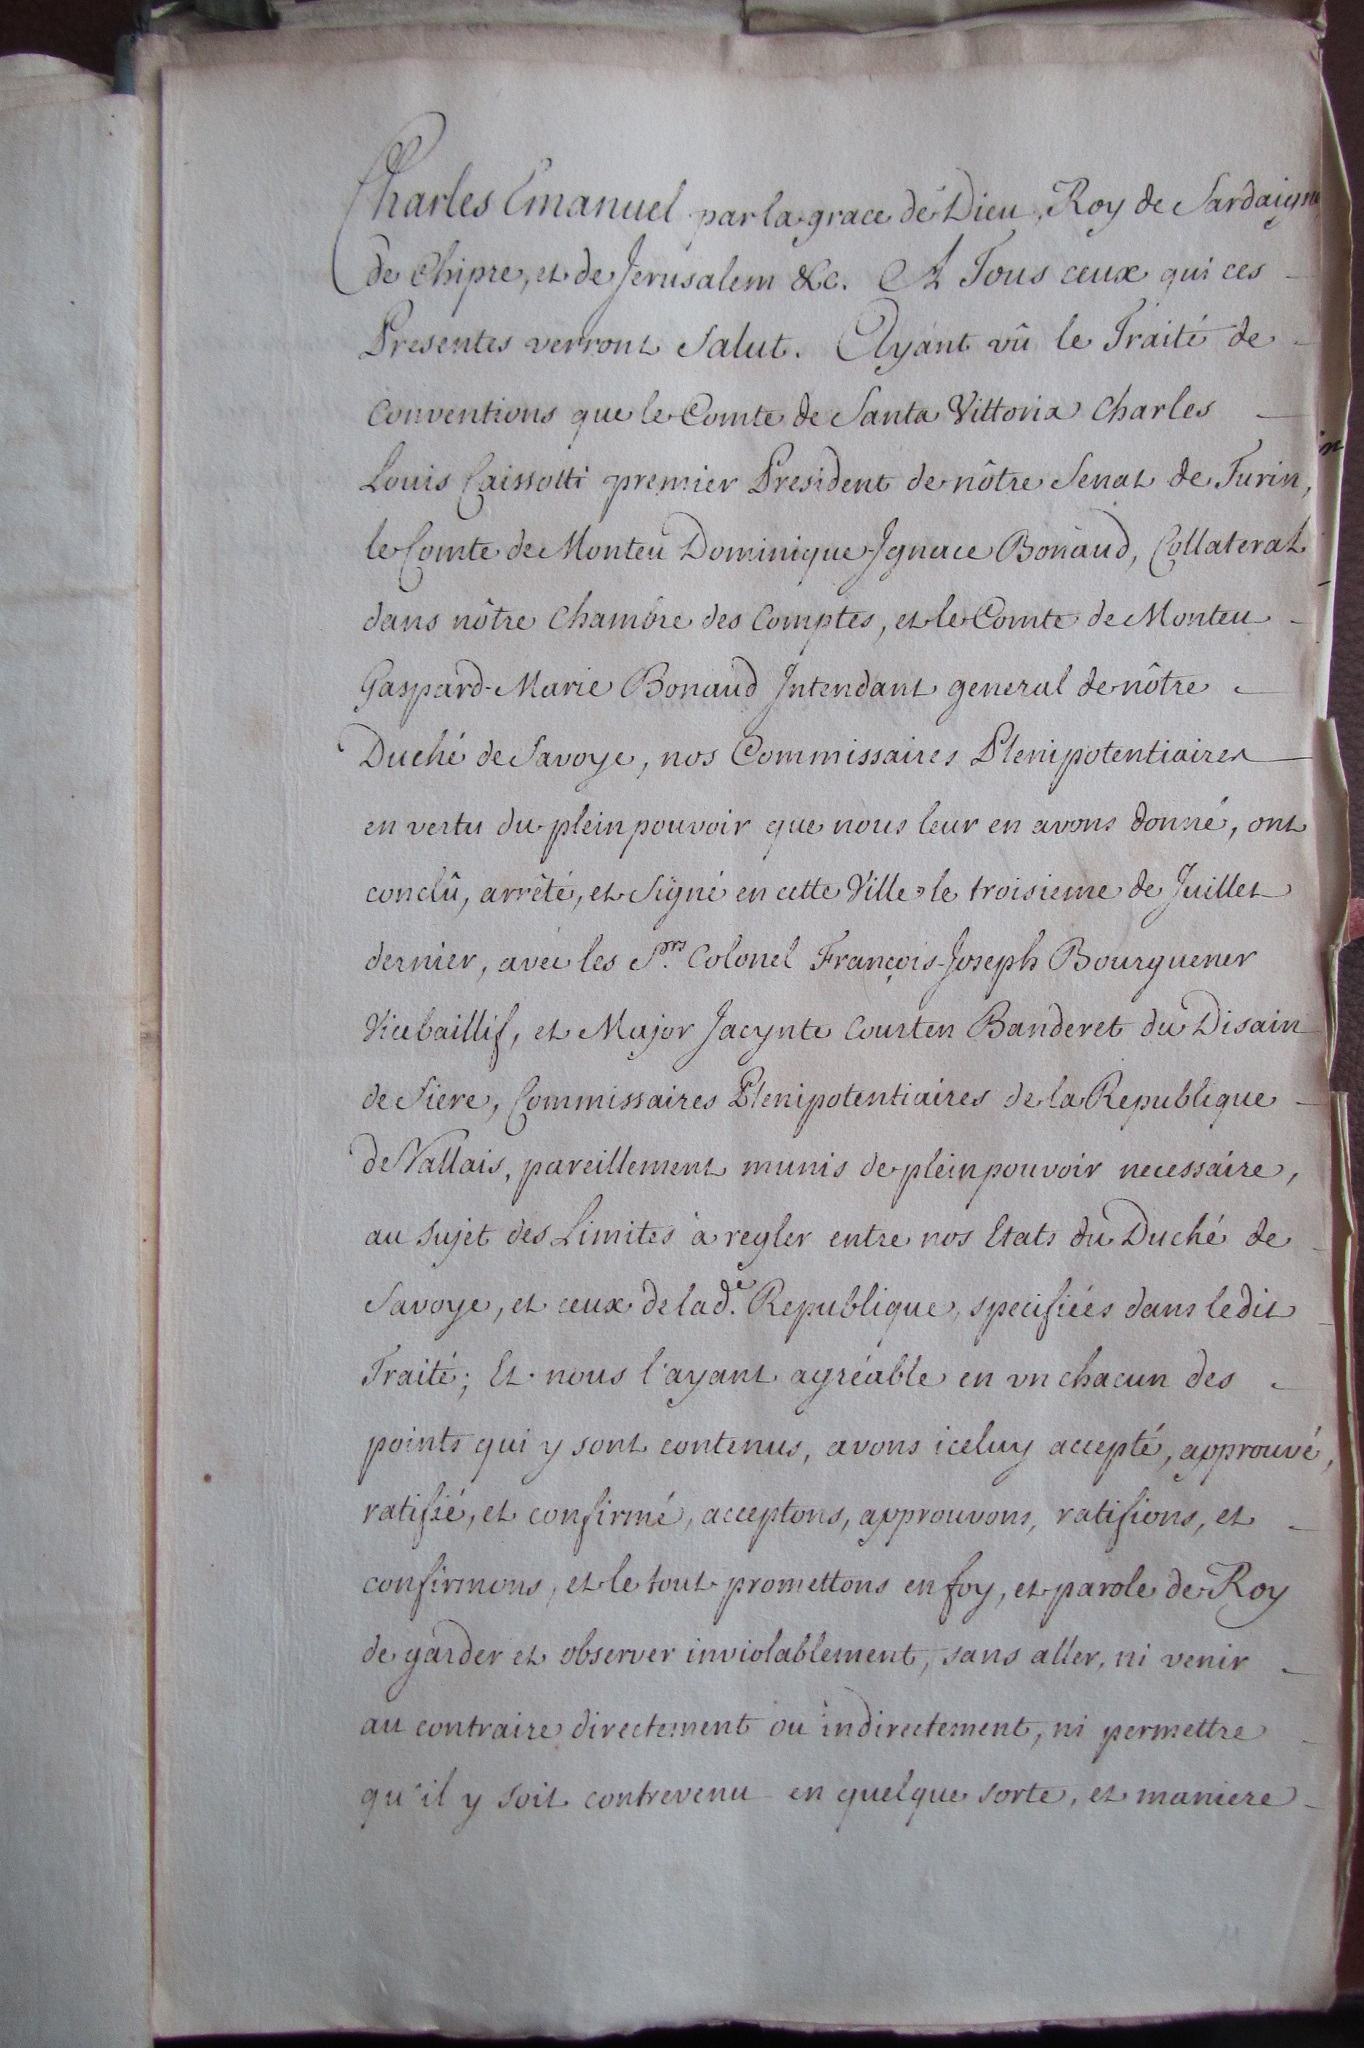 Charles Emanuel par la grace de Dieu, Roy de Sardaigne
de Chipre, et de Jerusalem &c. A Tous ceux qui ces
Presentes verront Salut. Ayant vû le Traité de
conventions que le Comte de Santa Vittoria Charles
Louis Caissotti premier President de nôtre Senat de Turin,
le Comte de Monteu Dominique Ignace Bonaud, Collateral
dans nôtre Chambre des Comptes, et le Comte de Monteu
Gaspard-Marie Bonaud Intendant general de nôtre
Duché de Savoye, nos Commissaires Plenipotentiaires
en vertu du plein pouvoir que nous leur en avons donné, ont
conclû, arrêté, et Signé en cette Ville le troisieme de Juillet
dernier, avec les S.rs Colonel François-Joseph Bourguener
Vicebaillif, et Major Jacynte Courten Banderet du Disain
de Siere, Commissaires Plenipotentiaires de la Republique
de Vallais, pareillement munis de plein pouvoir necessaire,
au sujet des Limites à regler entre nos Etats du Duché de
Savoye, et ceux de lad.e Republique, specifiées dans ledit
Traité; Et nous l'ayant agréable en vn chacun des
points qui y sont contenus, avons iceluy accepté, approuvé,
ratifié, et confirmé, acceptons, approuvons, ratifions, et
confirmons, et le tout promettons en foy, et parole de Roy
de garder et observer inviolablement, sans aller, ni venir
au contraire directement ou indirectement, ni permettre
qu'il y soit contrevenu en quelque sorte, et maniere